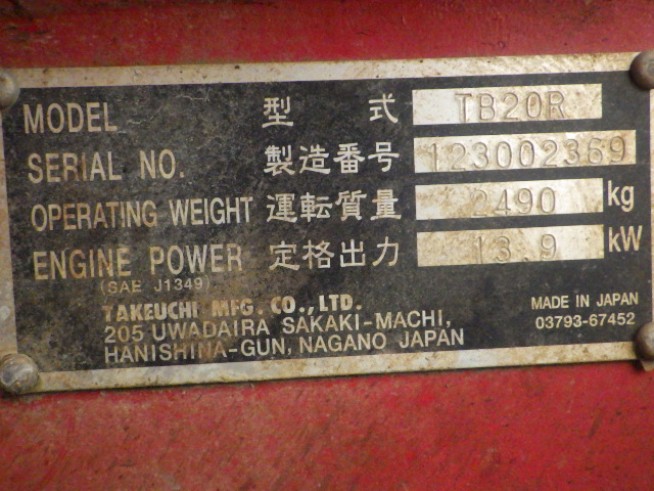 MODEL 型 式 TB20R
SERIAL NO. 製造番号 123002369
OPERATING WEIGHT 運転質量 2490 kg
ENGINE POWER 定格出力 13.9 kW
(SAE J1349)
TAKEUCHI MFG. CO., LTD.
205 UWADAIRA SAKAKI-MACHI,
HANISHINA-GUN, NAGANO JAPAN
MADE IN JAPAN
03793-67452